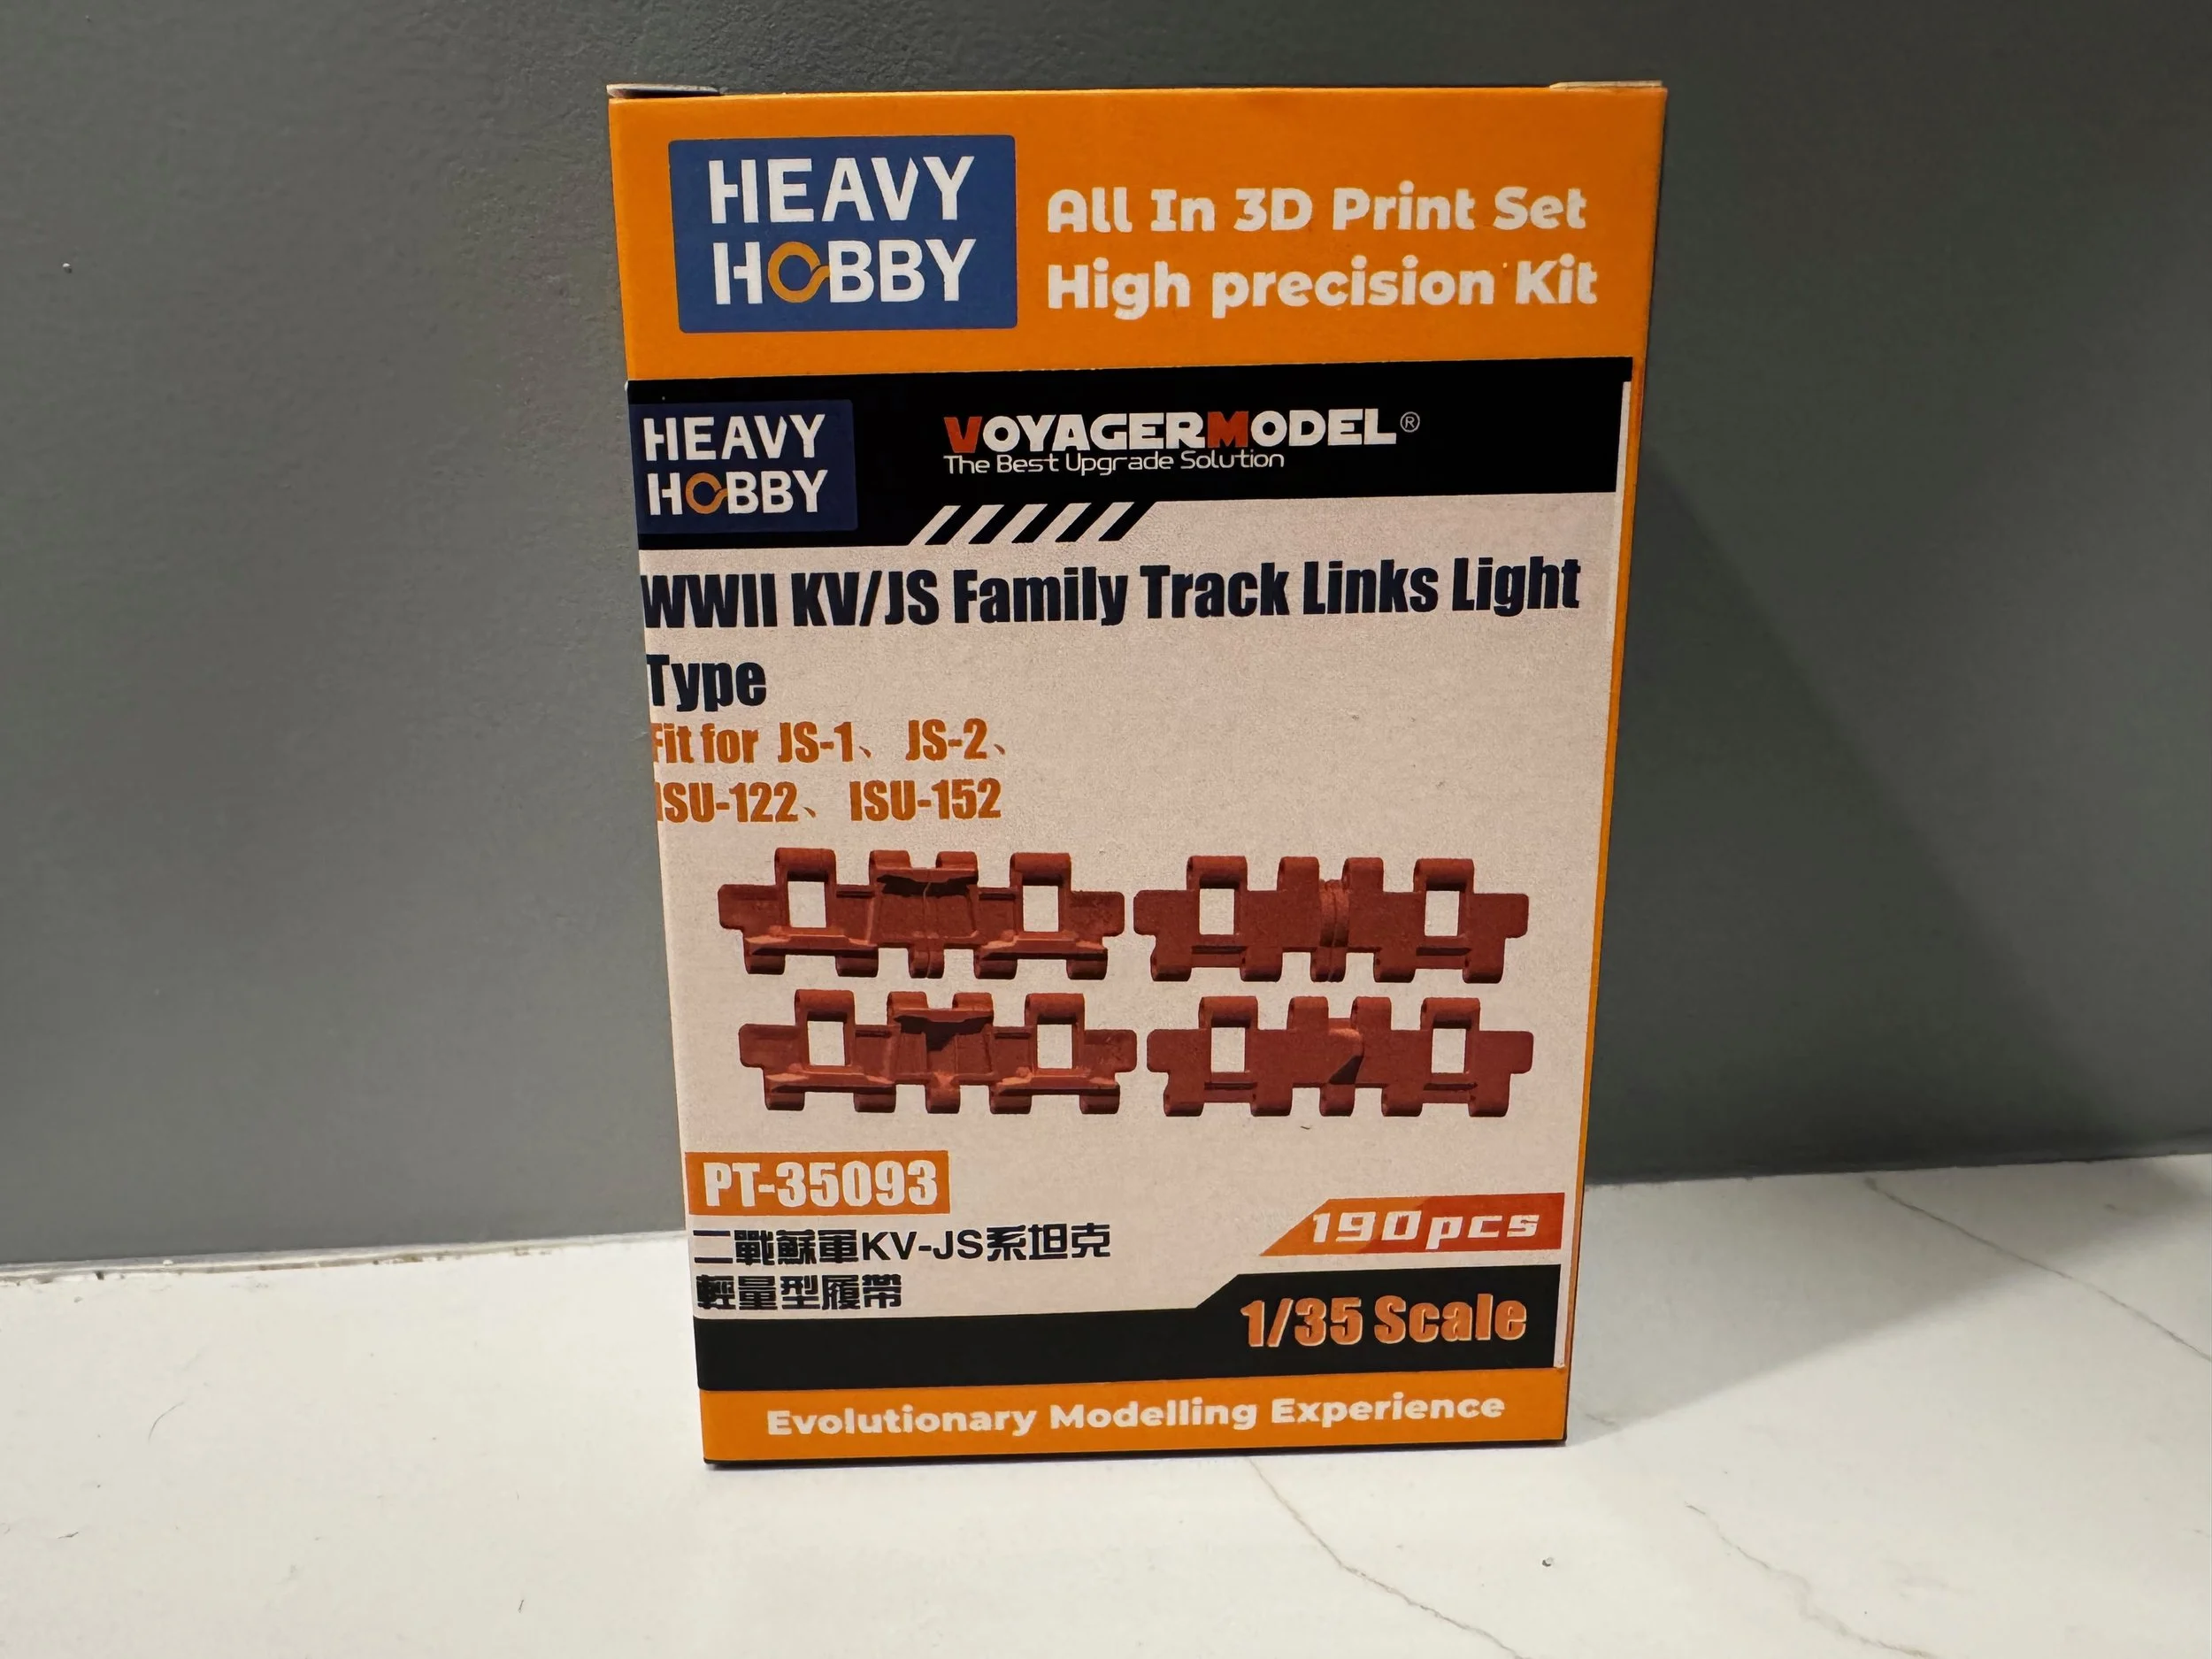 HEAVY
HOBBY
All In 3D Print Set
High precision Kit
HEAVY
HOBBY
VOYAGERMODEL®
The Best Upgrade Solution
WWII KV/JS Family Track Links Light
Type
Fit for JS-1、 JS-2、
ISU-122、 ISU-152
PT-35093
二戰蘇軍KV-JS系坦克
輕量型履帶
190pcs
1/35 Scale
Evolutionary Modelling Experience